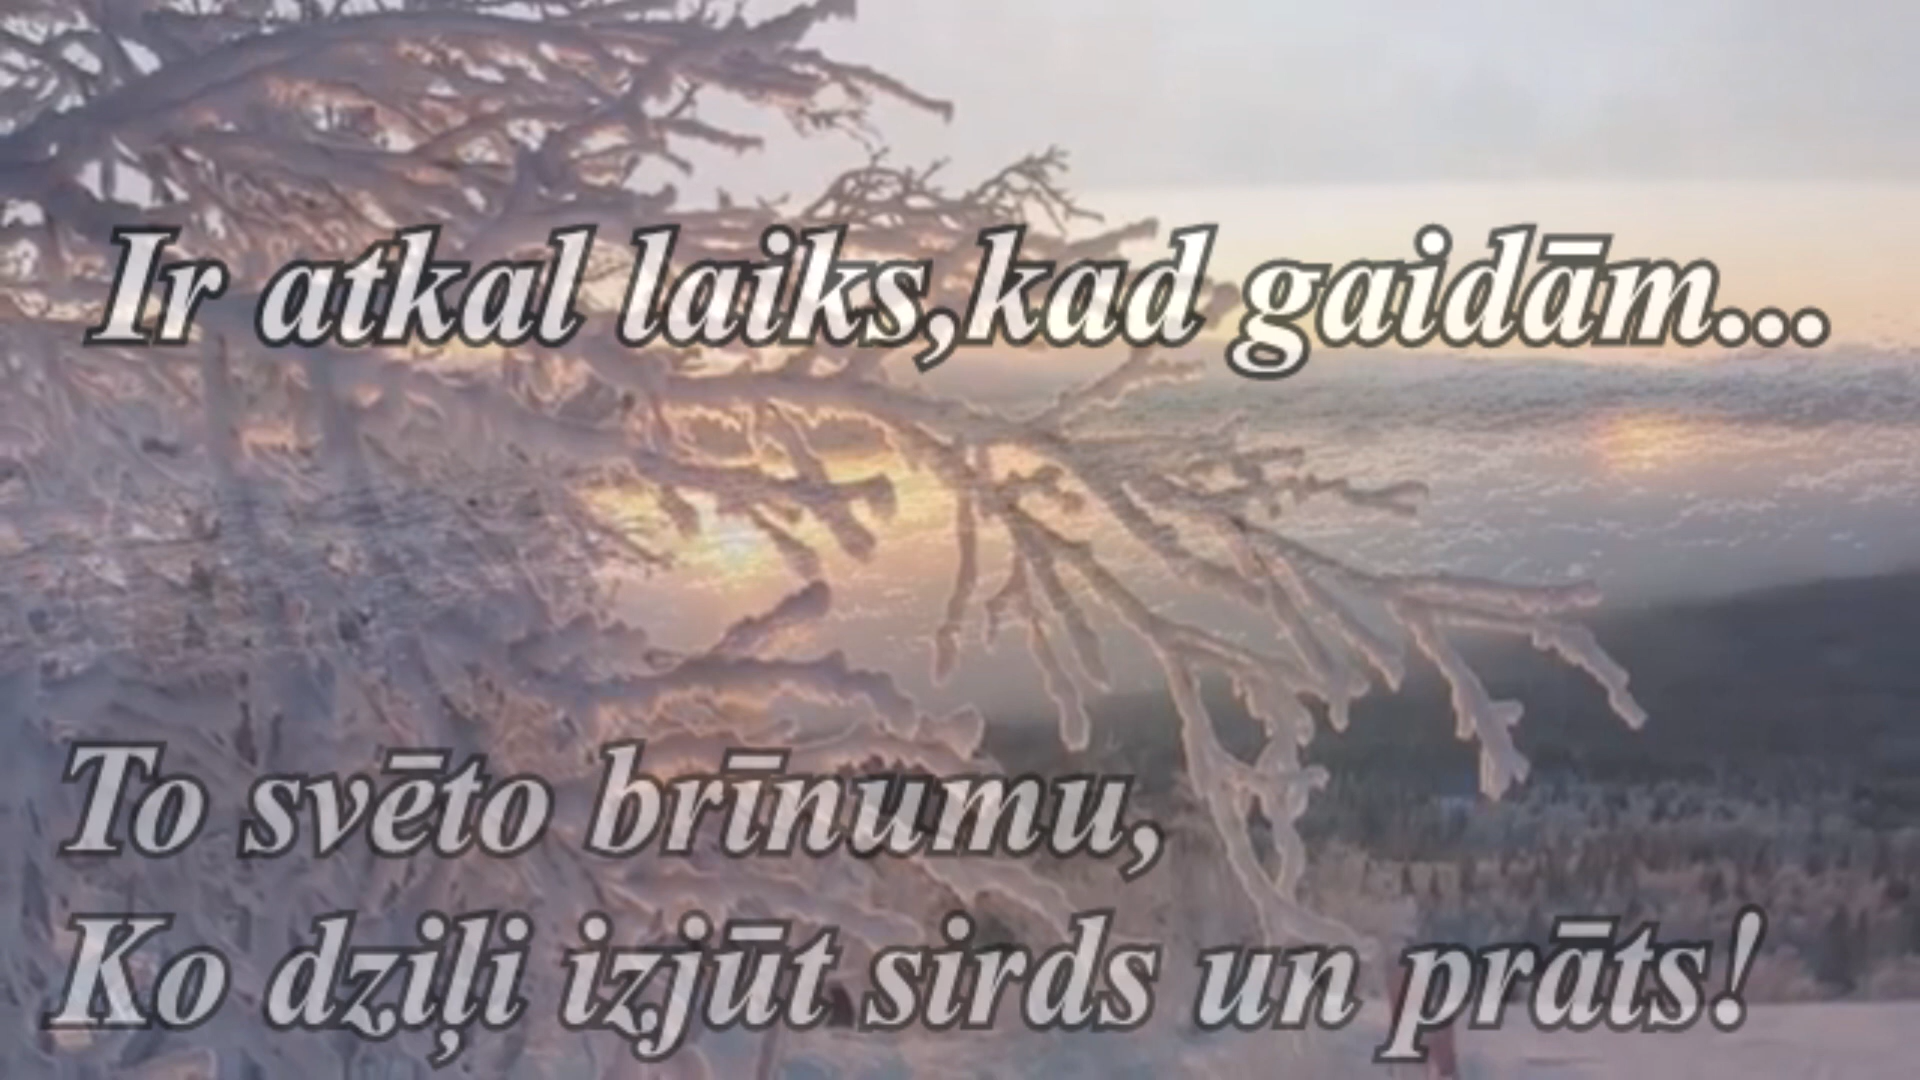 Ir atkal laiks,kad gaidām...
To svēto brīnumu,
Ko dziļi izjūt sirds un prāts!